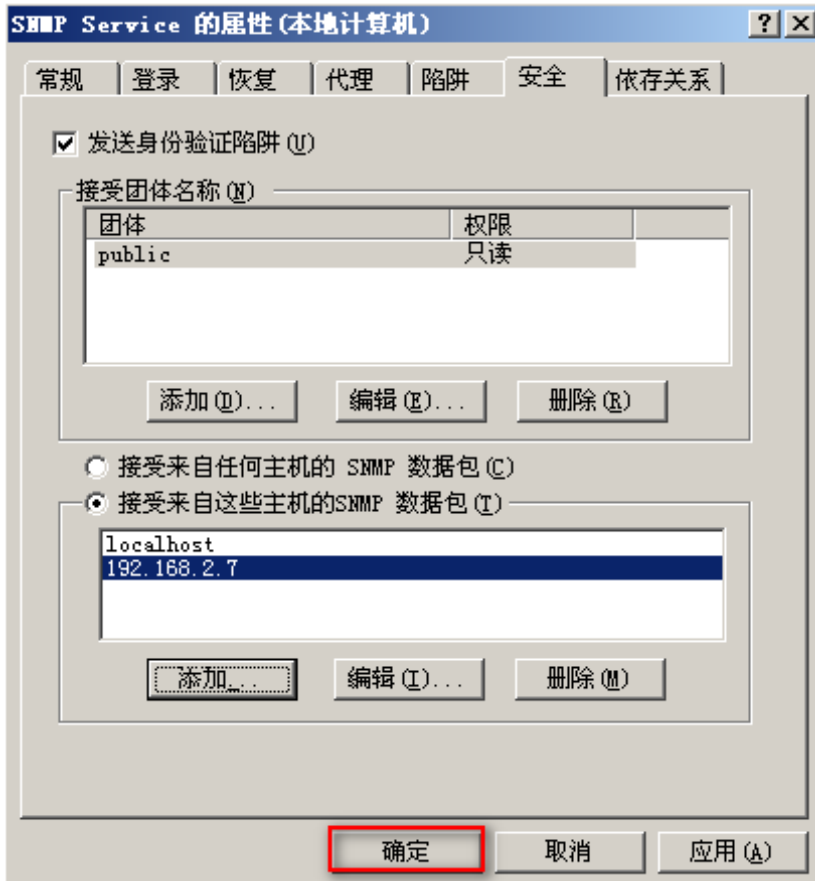 SNMP Service 的属性(本地计算机)
常规 登录 恢复 代理 陷阱 安全 依存关系
发送身份验证陷阱(U)
接受团体名称(N)
团体 权限
public 只读
添加(D)... 编辑(E)... 删除(R)
接受来自任何主机的 SNMP 数据包(C)
接受来自这些主机的SNMP 数据包(T)
localhost
192.168.2.7
添加... 编辑(I)... 删除(M)
确定 取消 应用(A)